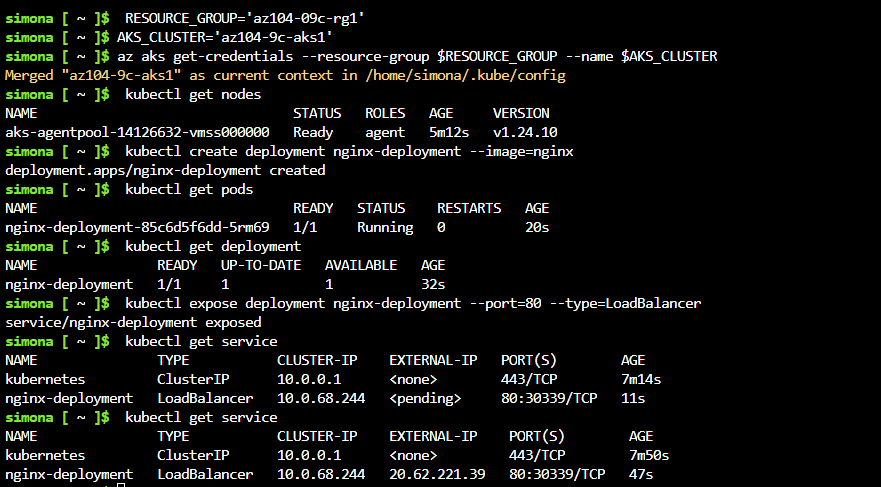 simona [ ~ ]$  RESOURCE_GROUP='az104-09c-rg1'
simona [ ~ ]$ AKS_CLUSTER='az104-9c-aks1'
simona [ ~ ]$ az aks get-credentials --resource-group $RESOURCE_GROUP --name $AKS_CLUSTER
Merged "az104-9c-aks1" as current context in /home/simona/.kube/config
simona [ ~ ]$  kubectl get nodes
NAME                                STATUS   ROLES   AGE     VERSION
aks-agentpool-14126632-vmss000000   Ready    agent   5m12s   v1.24.10
simona [ ~ ]$  kubectl create deployment nginx-deployment --image=nginx
deployment.apps/nginx-deployment created
simona [ ~ ]$  kubectl get pods
NAME                                READY   STATUS    RESTARTS   AGE
nginx-deployment-85c6d5f6dd-5rm69   1/1     Running   0          20s
simona [ ~ ]$  kubectl get deployment
NAME               READY   UP-TO-DATE   AVAILABLE   AGE
nginx-deployment   1/1     1            1           32s
simona [ ~ ]$  kubectl expose deployment nginx-deployment --port=80 --type=LoadBalancer
service/nginx-deployment exposed
simona [ ~ ]$  kubectl get service
NAME               TYPE           CLUSTER-IP    EXTERNAL-IP   PORT(S)        AGE
kubernetes         ClusterIP      10.0.0.1      <none>        443/TCP        7m14s
nginx-deployment   LoadBalancer   10.0.68.244   <pending>     80:30339/TCP   11s
simona [ ~ ]$  kubectl get service
NAME               TYPE           CLUSTER-IP    EXTERNAL-IP    PORT(S)        AGE
kubernetes         ClusterIP      10.0.0.1      <none>         443/TCP        7m50s
nginx-deployment   LoadBalancer   10.0.68.244   20.62.221.39   80:30339/TCP   47s